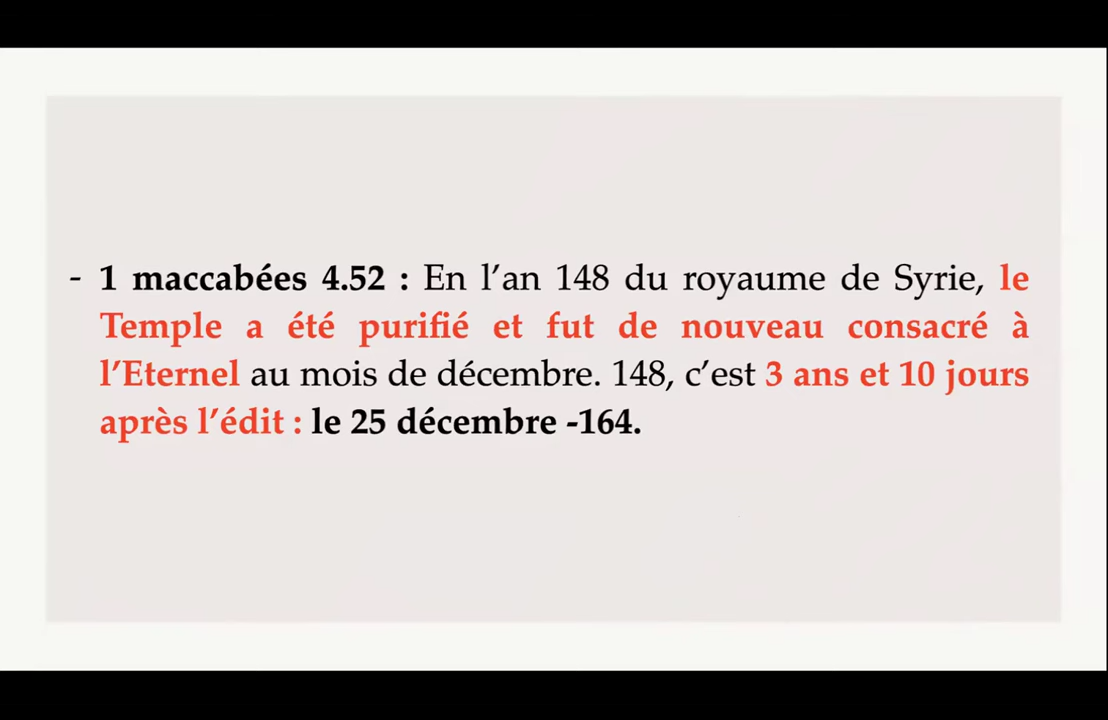 - 1 maccabées 4.52 : En l’an 148 du royaume de Syrie, le
Temple a été purifié et fut de nouveau consacré à
l’Eternel au mois de décembre. 148, c’est 3 ans et 10 jours
après l’édit : le 25 décembre -164.